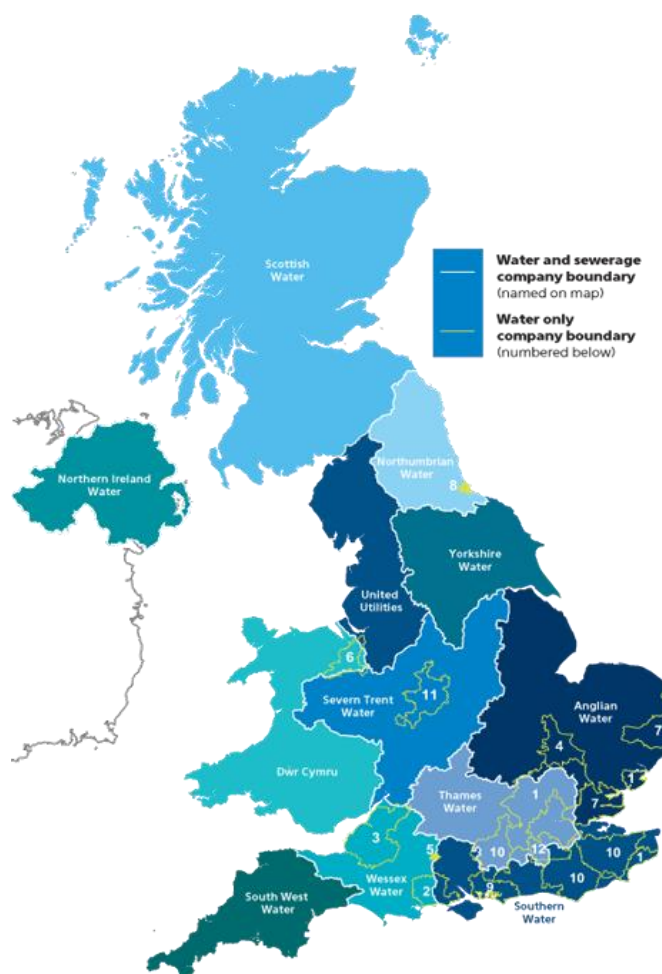 Scottish
Water
Water and sewerage
company boundary
(named on map)
Water only
company boundary
(numbered below)
Northumbrian
Water
8
Northern Ireland
Water
Yorkshire
Water
United
Utilities
6
Severn Trent
Water
11
Anglian
Water
7
4
1
Dŵr Cymru
Thames
Water
1
7
3
5
10
12
10
1
Wessex
Water
2
9
10
South West
Water
Southern
Water